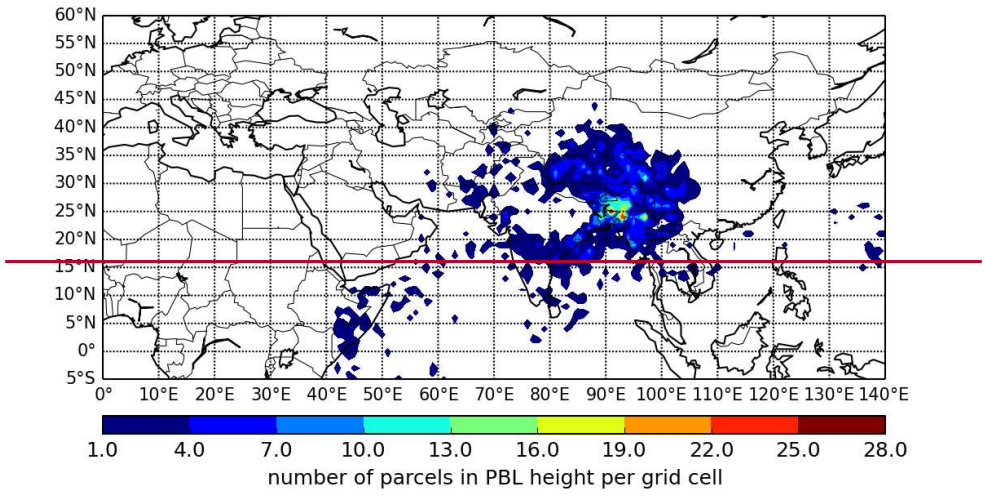 60°N
55°N
50°N
45°N
40°N
35°N
30°N
25°N
20°N
15°N
10°N
5°N
0°
5°S
0° 10°E 20°E 30°E 40°E 50°E 60°E 70°E 80°E 90°E 100°E 110°E 120°E 130°E 140°E
1.0 4.0 7.0 10.0 13.0 16.0 19.0 22.0 25.0 28.0
number of parcels in PBL height per grid cell